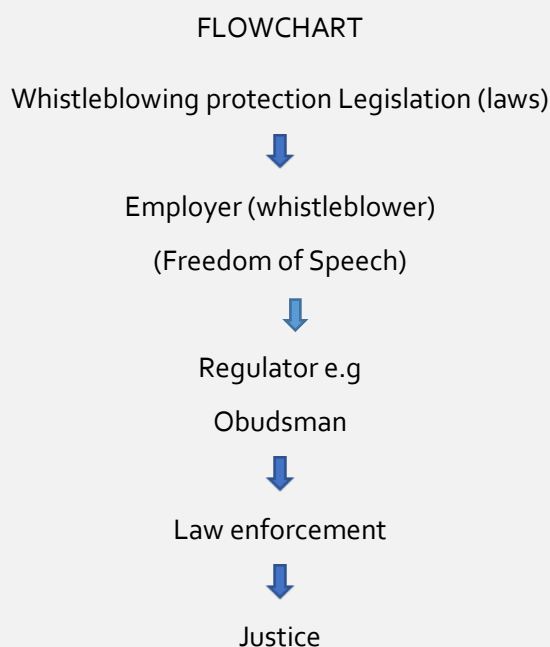 FLOWCHART
Whistleblowing protection Legislation (laws)
Employer (whistleblower)
(Freedom of Speech)
Regulator e.g
Obudsman
Law enforcement
Justice